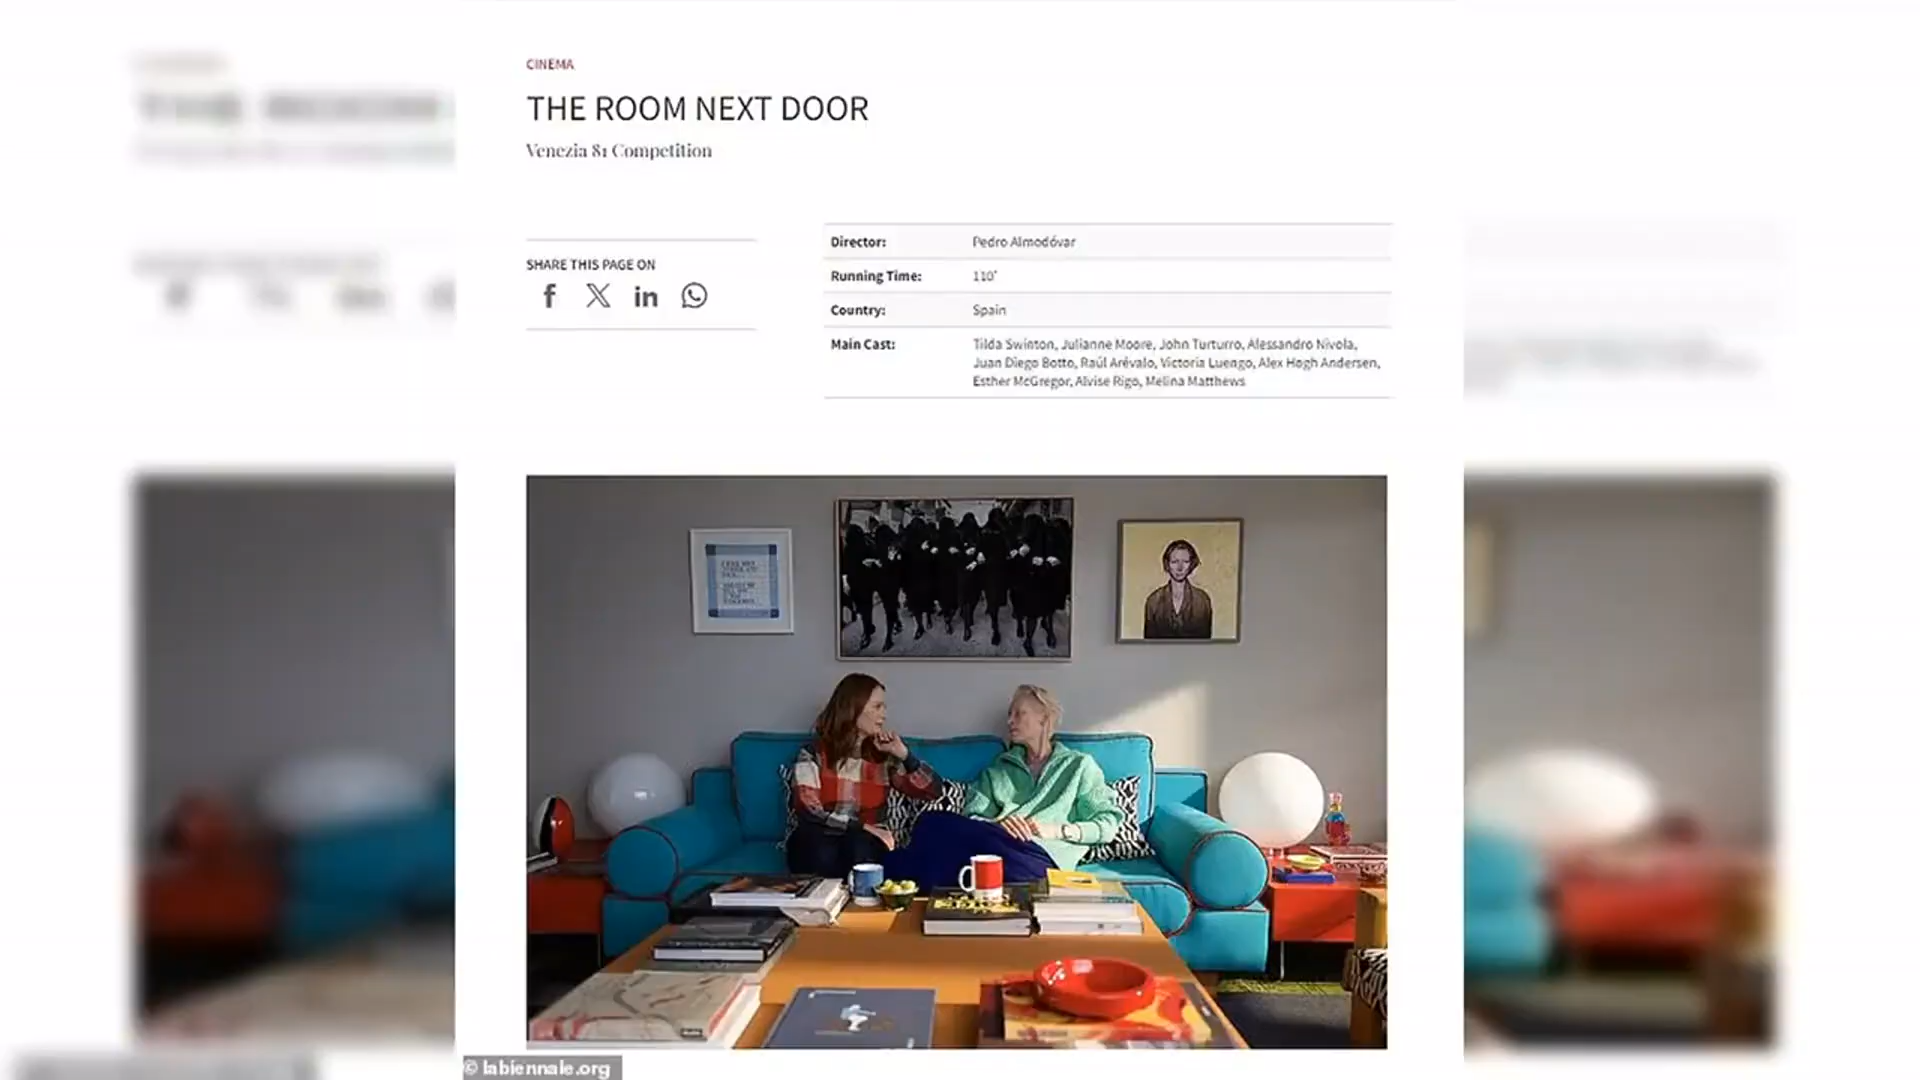 CINEMA
THE ROOM NEXT DOOR
Venezia 81 Competition
SHARE THIS PAGE ON
Director: Pedro Almodóvar
Running Time: 110'
Country: Spain
Main Cast: Tilda Swinton, Julianne Moore, John Turturro, Alessandro Nivola,
Juan Diego Botto, Raúl Arévalo, Victoria Luengo, Alex Hogh Andersen,
Esther McGregor, Alvise Rigo, Melina Matthews
© labiennale.org